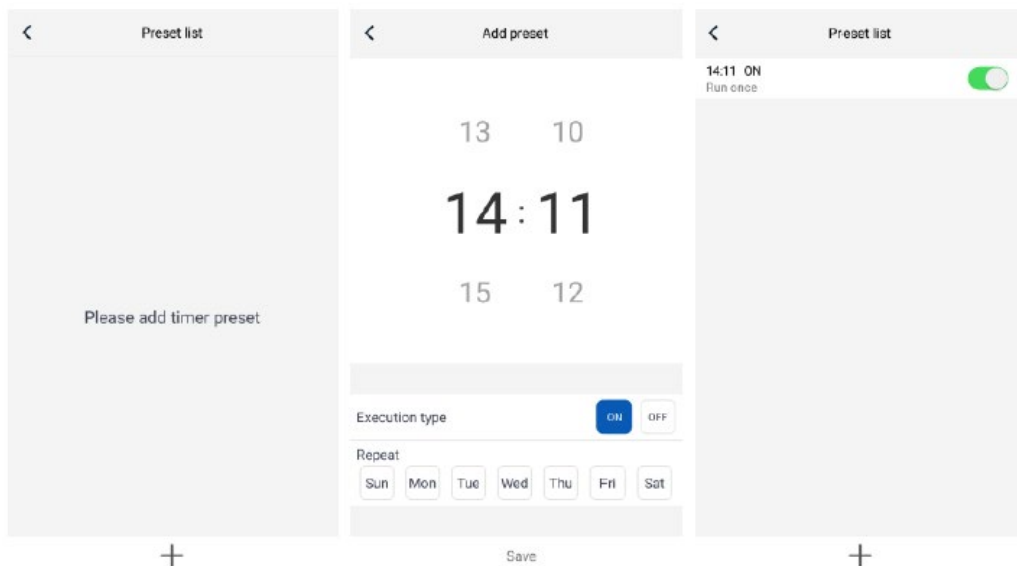 Preset list
Please add timer preset
Add preset
13 10
14 : 11
15 12
Execution type ON OFF
Repeat
Sun Mon Tue Wed Thu Fri Sat
Save
Preset list
14:11 ON
Run once